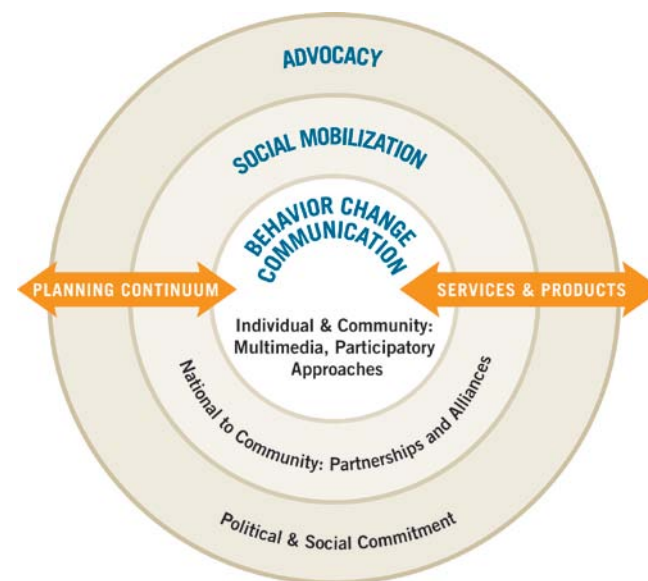 ADVOCACY
SOCIAL MOBILIZATION
BEHAVIOR CHANGE
COMMUNICATION
PLANNING CONTINUUM
SERVICES & PRODUCTS
Individual & Community:
Multimedia, Participatory
Approaches
National to Community: Partnerships and Alliances
Political & Social Commitment